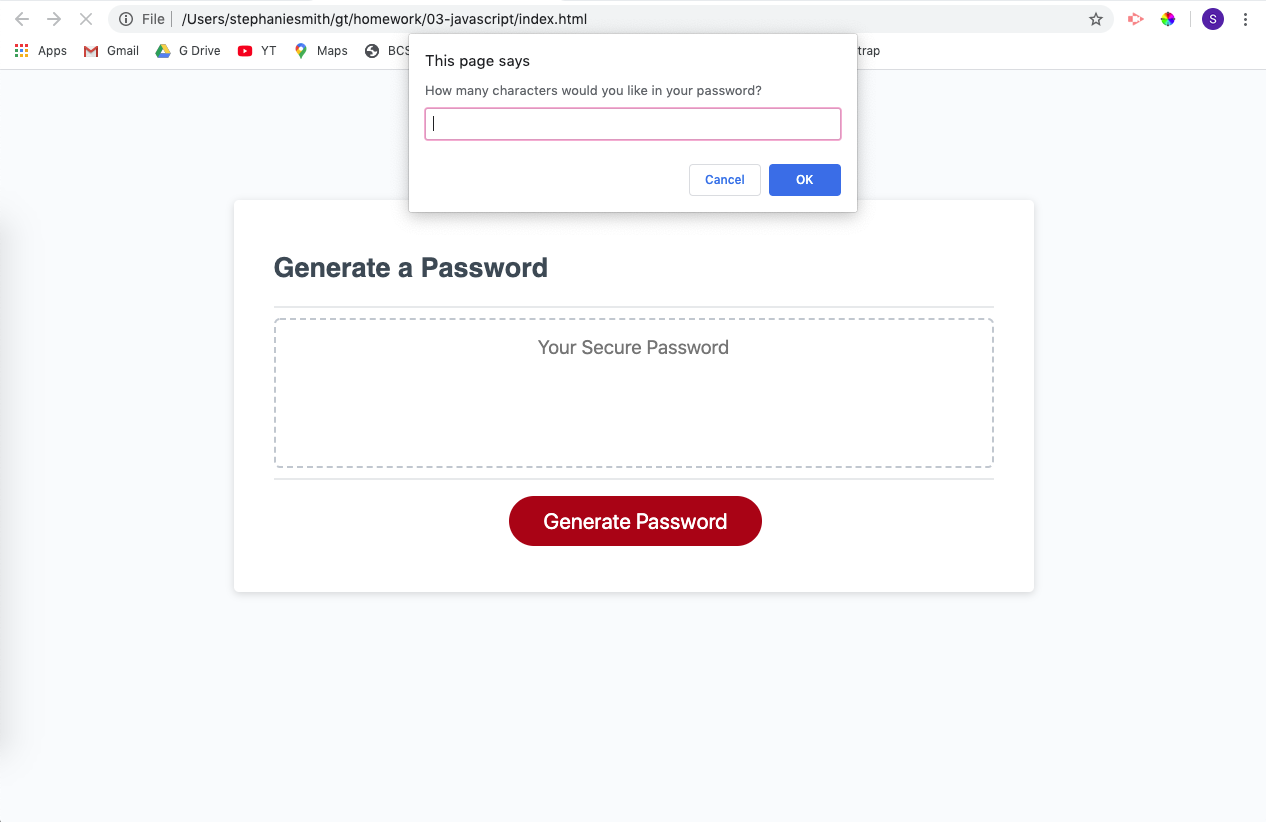 File /Users/stephaniesmith/gt/homework/03-javascript/index.html S
Apps Gmail G Drive YT Maps BCS trap
This page says
How many characters would you like in your password?
Cancel OK
Generate a Password
Your Secure Password
Generate Password